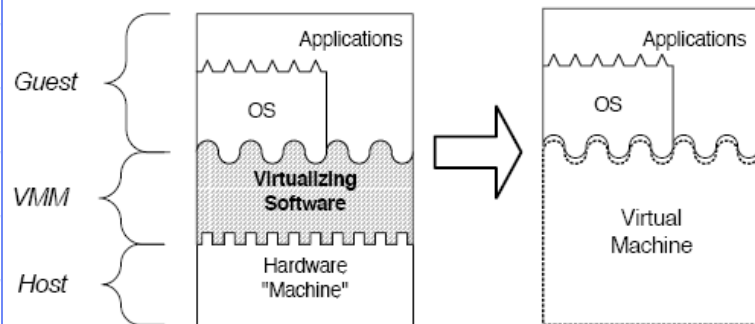 Guest
VMM
Host
Applications
OS
Virtualizing
Software
Hardware
"Machine"
Applications
OS
Virtual
Machine